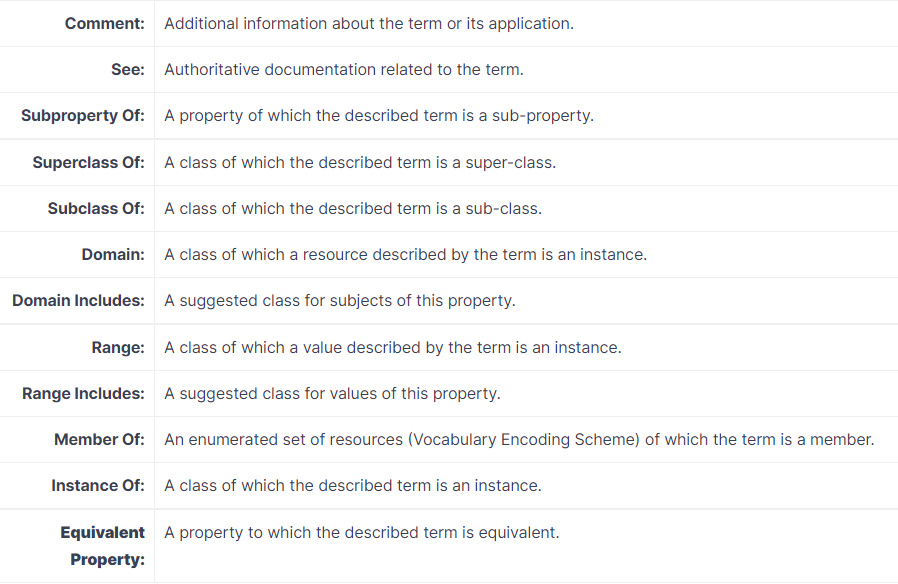 Comment: Additional information about the term or its application.
See: Authoritative documentation related to the term.
Subproperty Of: A property of which the described term is a sub-property.
Superclass Of: A class of which the described term is a super-class.
Subclass Of: A class of which the described term is a sub-class.
Domain: A class of which a resource described by the term is an instance.
Domain Includes: A suggested class for subjects of this property.
Range: A class of which a value described by the term is an instance.
Range Includes: A suggested class for values of this property.
Member Of: An enumerated set of resources (Vocabulary Encoding Scheme) of which the term is a member.
Instance Of: A class of which the described term is an instance.
Equivalent A property to which the described term is equivalent.
Property: